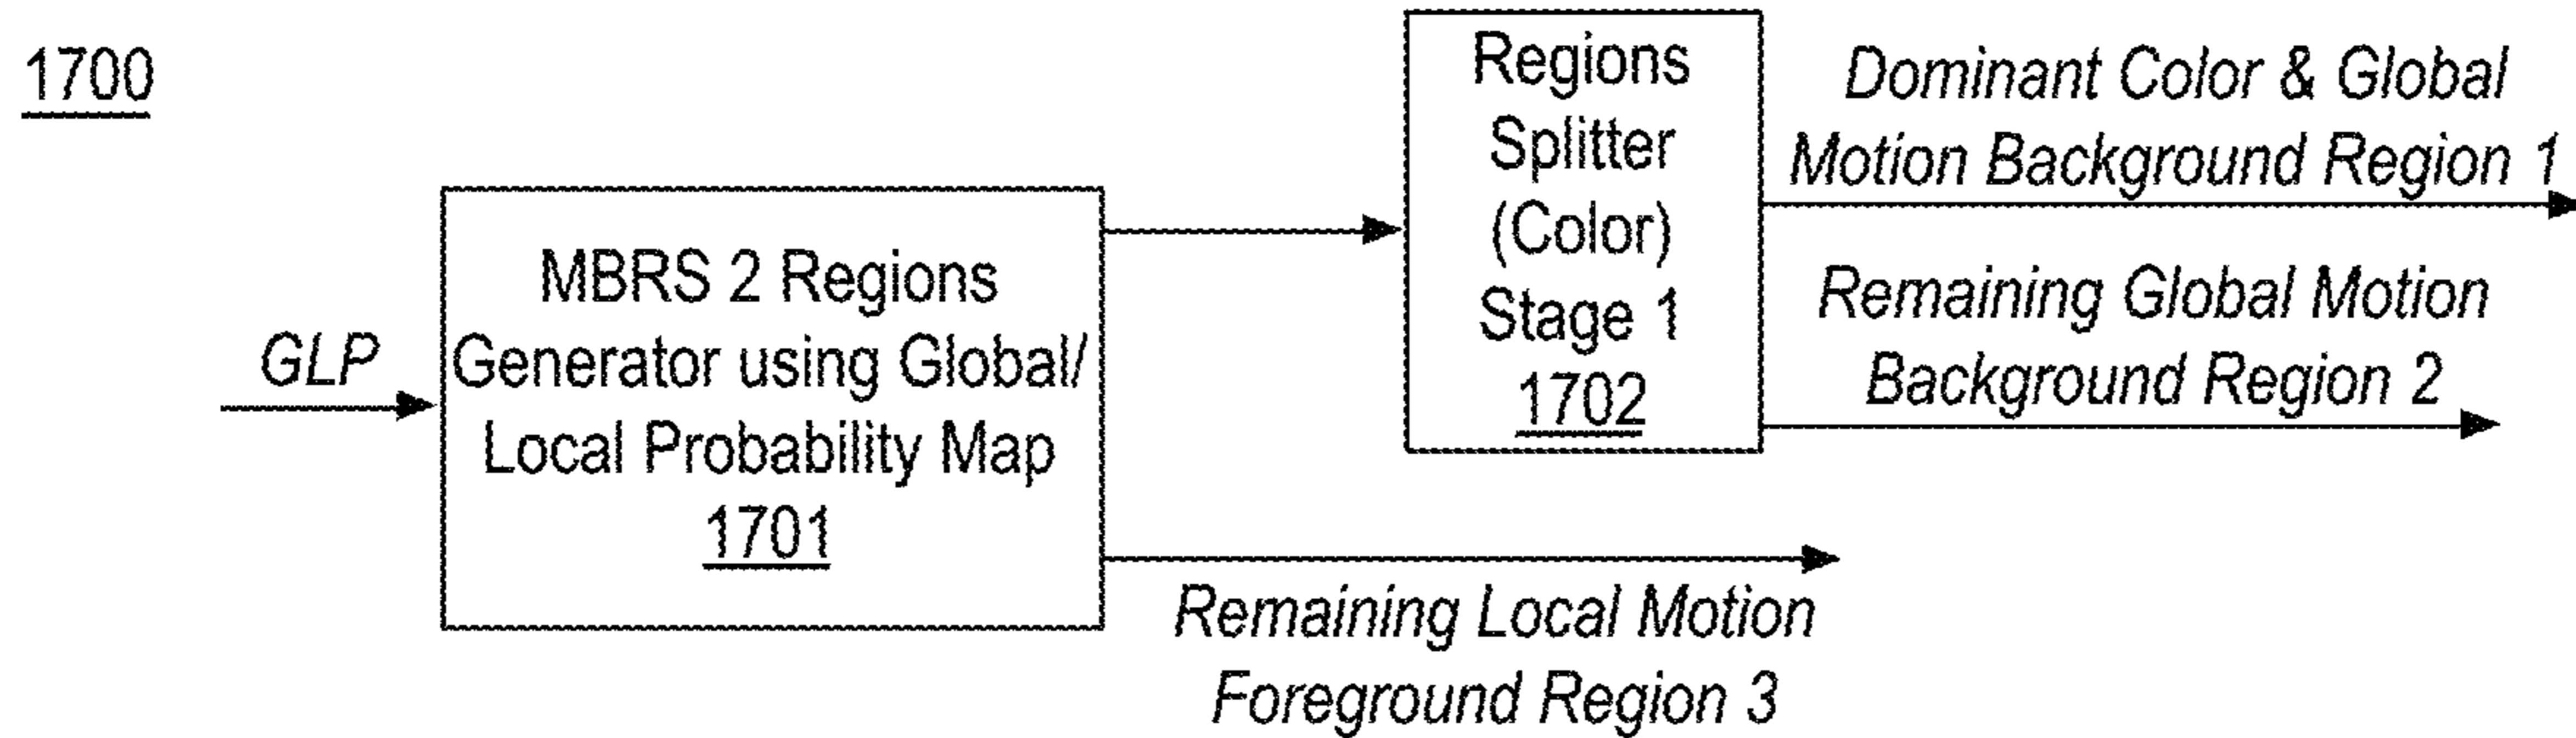 1700
GLP
MBRS 2 Regions
Generator using Global/
Local Probability Map
1701
Regions
Splitter
(Color)
Stage 1
1702
Dominant Color & Global
Motion Background Region 1
Remaining Global Motion
Background Region 2
Remaining Local Motion
Foreground Region 3